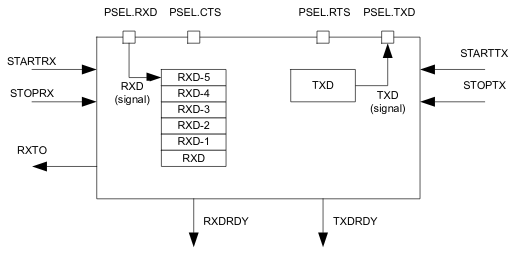 PSEL.RXD PSEL.CTS PSEL.RTS PSEL.TXD
STARTRX
STOPRX
RXTO
RXD
(signal)
RXD-5
RXD-4
RXD-3
RXD-2
RXD-1
RXD
TXD
TXD
(signal)
STARTTX
STOPTX
RXDRDY
TXDRDY